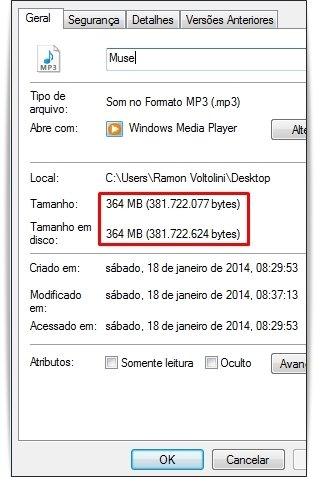 Geral Segurança Detalhes Versões Anteriores
MP3 Muse
Tipo de arquivo: Som no Formato MP3 (.mp3)
Abre com: Windows Media Player Alte
Local: C:\Users\Ramon Voltolini\Desktop
Tamanho: 364 MB (381.722.077 bytes)
Tamanho em disco: 364 MB (381.722.624 bytes)
Criado em: sábado, 18 de janeiro de 2014, 08:29:53
Modificado em: sábado, 18 de janeiro de 2014, 08:37:13
Acessado em: sábado, 18 de janeiro de 2014, 08:29:53
Atributos: Somente leitura Oculto Avan
OK Cancelar